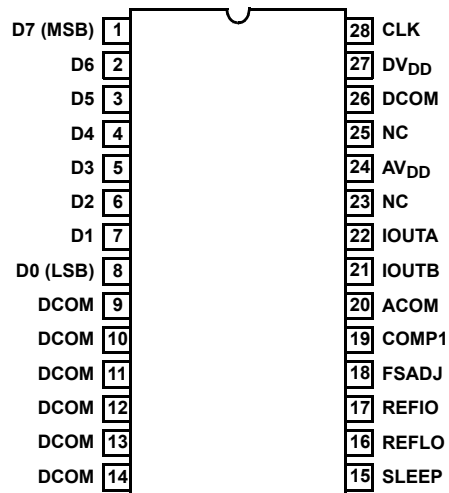 D7 (MSB) 1 28 CLK
D6 2 27 DVDD
D5 3 26 DCOM
D4 4 25 NC
D3 5 24 AVDD
D2 6 23 NC
D1 7 22 IOUTA
D0 (LSB) 8 21 IOUTB
DCOM 9 20 ACOM
DCOM 10 19 COMP1
DCOM 11 18 FSADJ
DCOM 12 17 REFIO
DCOM 13 16 REFLO
DCOM 14 15 SLEEP